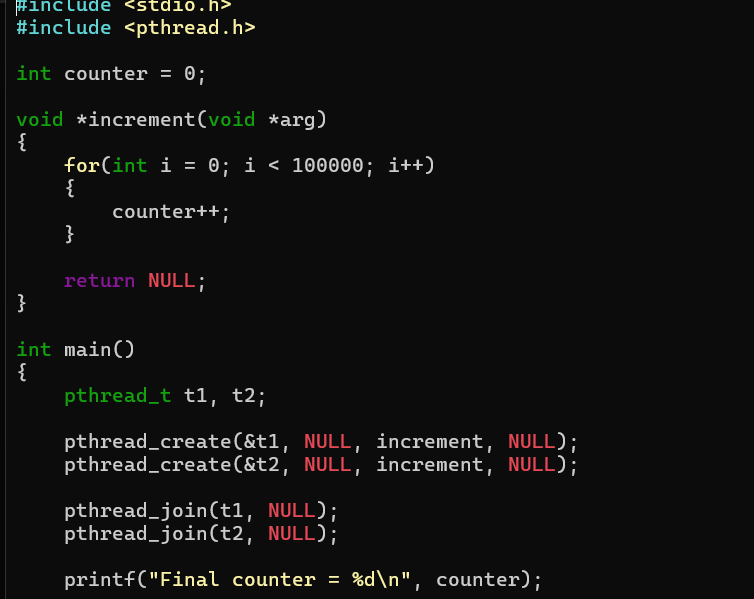 #include <stdio.h>
#include <pthread.h>
int counter = 0;
void *increment(void *arg)
{
    for(int i = 0; i < 100000; i++)
    {
        counter++;
    }
    return NULL;
}
int main()
{
    pthread_t t1, t2;
    pthread_create(&t1, NULL, increment, NULL);
    pthread_create(&t2, NULL, increment, NULL);
    pthread_join(t1, NULL);
    pthread_join(t2, NULL);
    printf("Final counter = %d\n", counter);